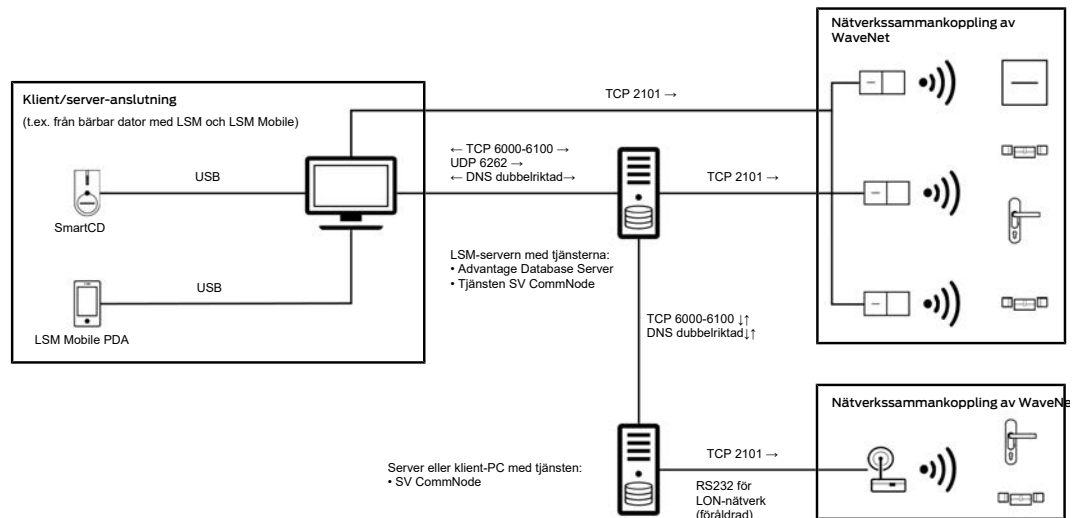 Nätverkssammankoppling av
WaveNet
Klient/server-anslutning
(t.ex. från bärbar dator med LSM och LSM Mobile)
TCP 2101 →
← TCP 6000-6100 →
UDP 6262 →
← DNS dubbelriktad→
USB
TCP 2101 →
SmartCD
LSM-servern med tjänsterna:
• Advantage Database Server
• Tjänsten SV CommNode
USB
LSM Mobile PDA
TCP 6000-6100 ↓↑
DNS dubbelriktad↓↑
Nätverkssammankoppling av WaveNe
Server eller klient-PC med tjänsten:
• SV CommNode
TCP 2101 →
RS232 för
LON-nätverk
(föråldrad)